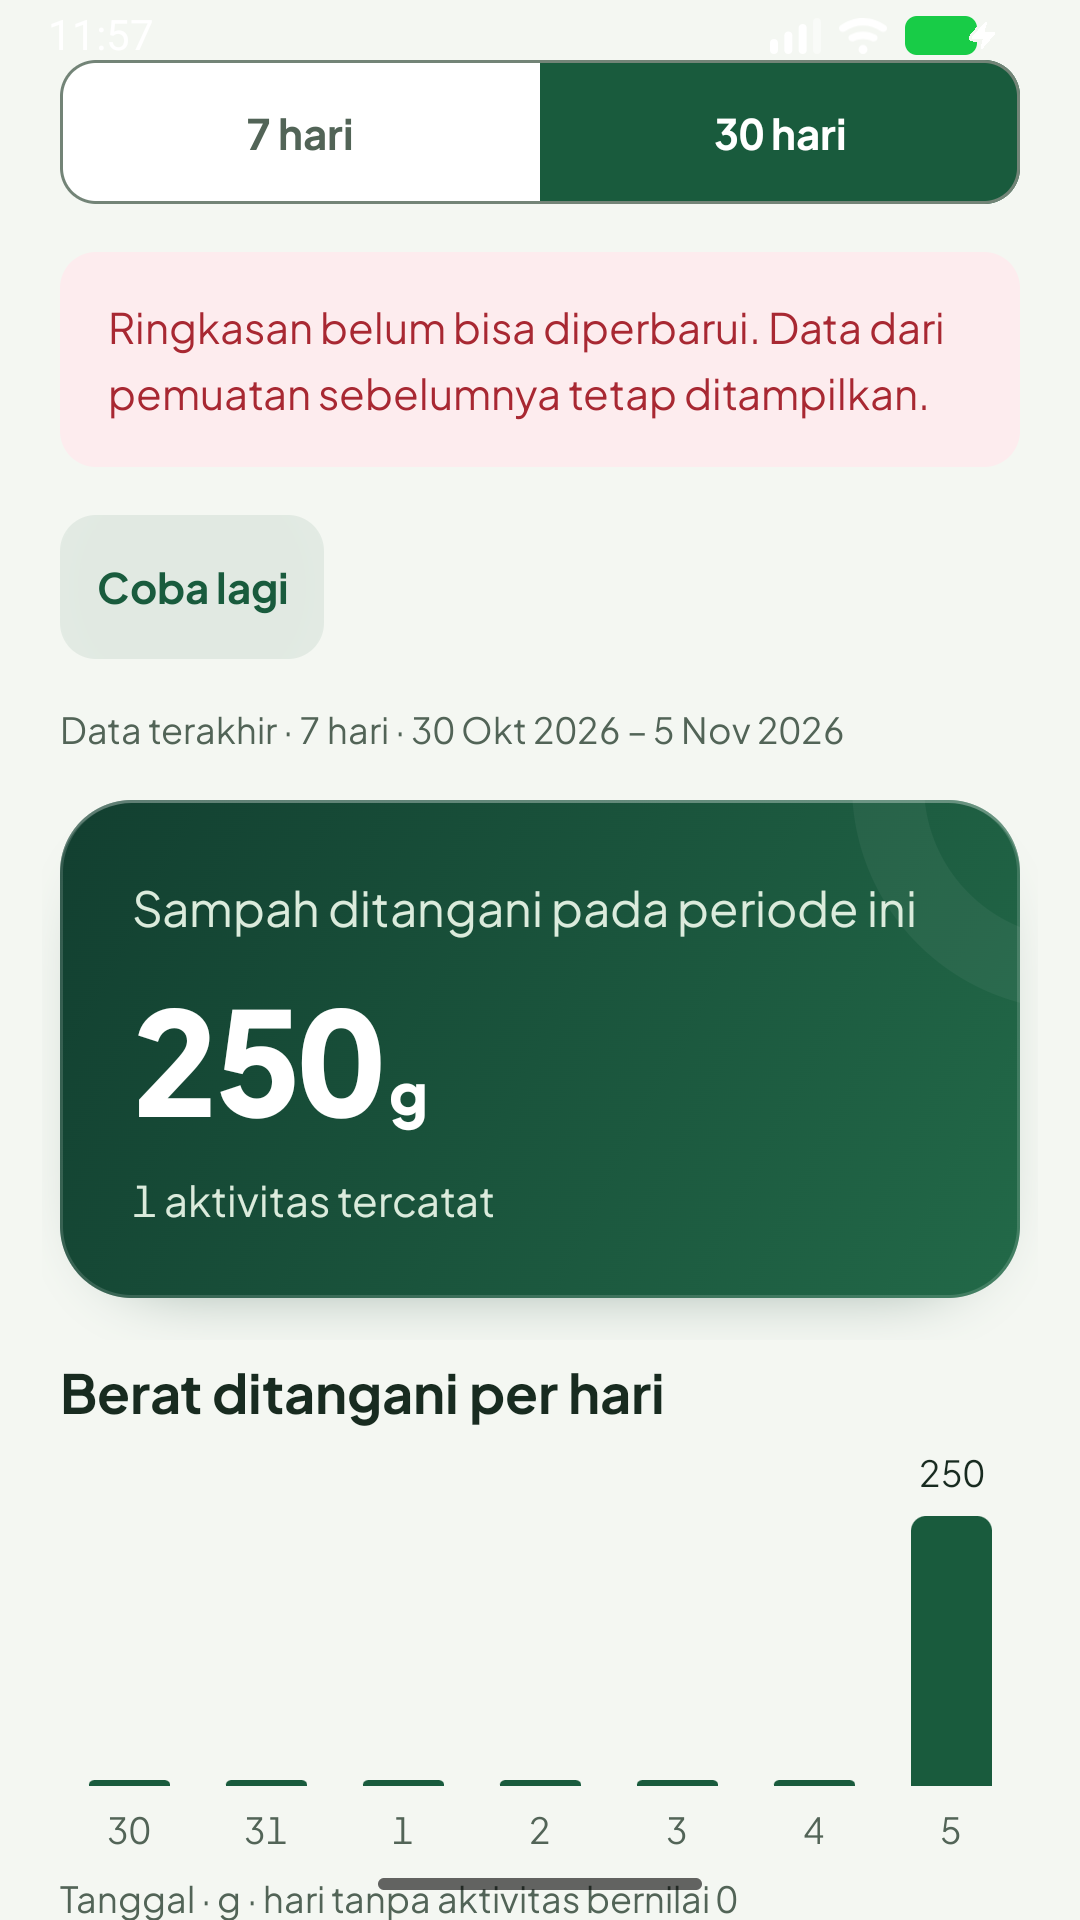 11:57
7 hari
30 hari
Ringkasan belum bisa diperbarui. Data dari
pemuatan sebelumnya tetap ditampilkan.
Coba lagi
Data terakhir · 7 hari · 30 Okt 2026 – 5 Nov 2026
Sampah ditangani pada periode ini
250 g
1 aktivitas tercatat
Berat ditangani per hari
250
30 31 1 2 3 4 5
Tanggal · g · hari tanpa aktivitas bernilai 0